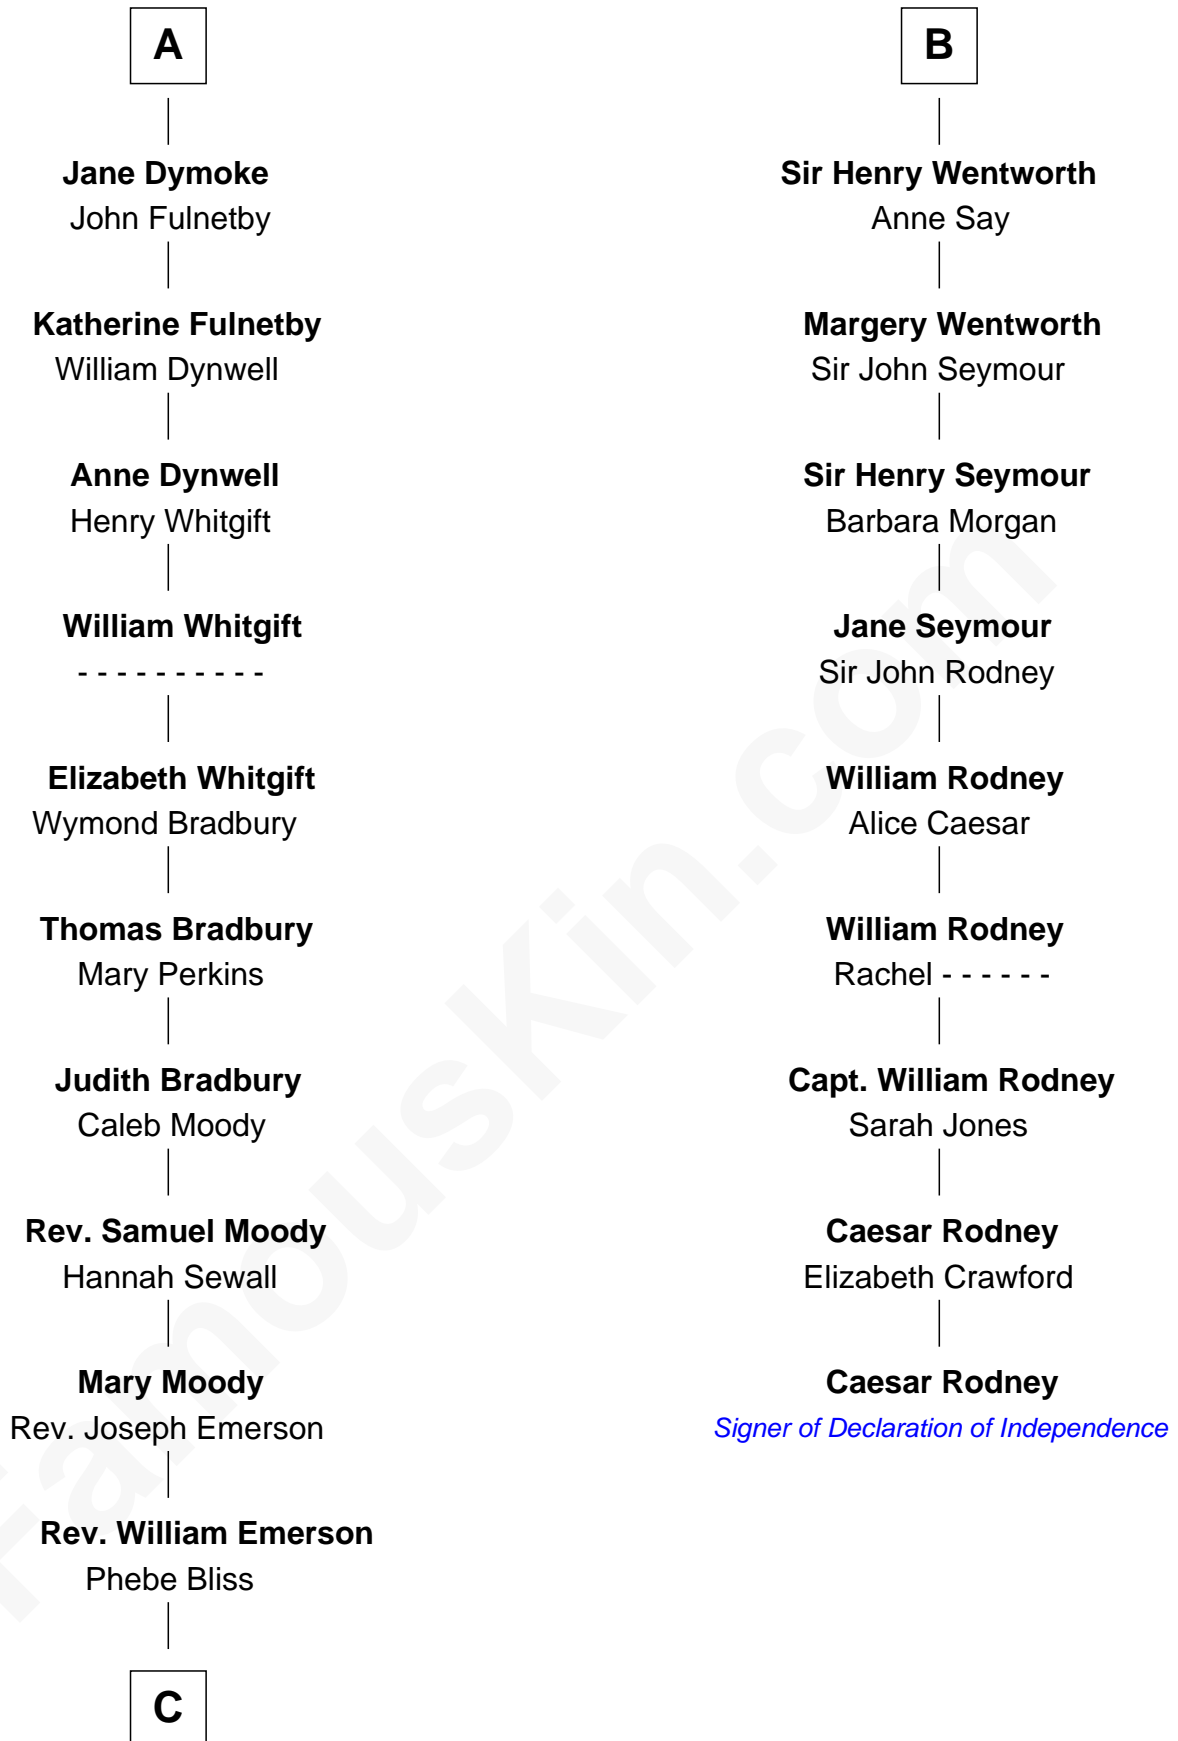 A
Jane Dymoke
John Fulnetby
Katherine Fulnetby
William Dynwell
Anne Dynwell
Henry Whitgift
William Whitgift
- - - - - - - - - -
Elizabeth Whitgift
Wymond Bradbury
Thomas Bradbury
Mary Perkins
Judith Bradbury
Caleb Moody
Rev. Samuel Moody
Hannah Sewall
Mary Moody
Rev. Joseph Emerson
Rev. William Emerson
Phebe Bliss
C
B
Sir Henry Wentworth
Anne Say
Margery Wentworth
Sir John Seymour
Sir Henry Seymour
Barbara Morgan
Jane Seymour
Sir John Rodney
William Rodney
Alice Caesar
William Rodney
Rachel - - - - - -
Capt. William Rodney
Sarah Jones
Caesar Rodney
Elizabeth Crawford
Caesar Rodney
Signer of Declaration of Independence
FamousKin.com